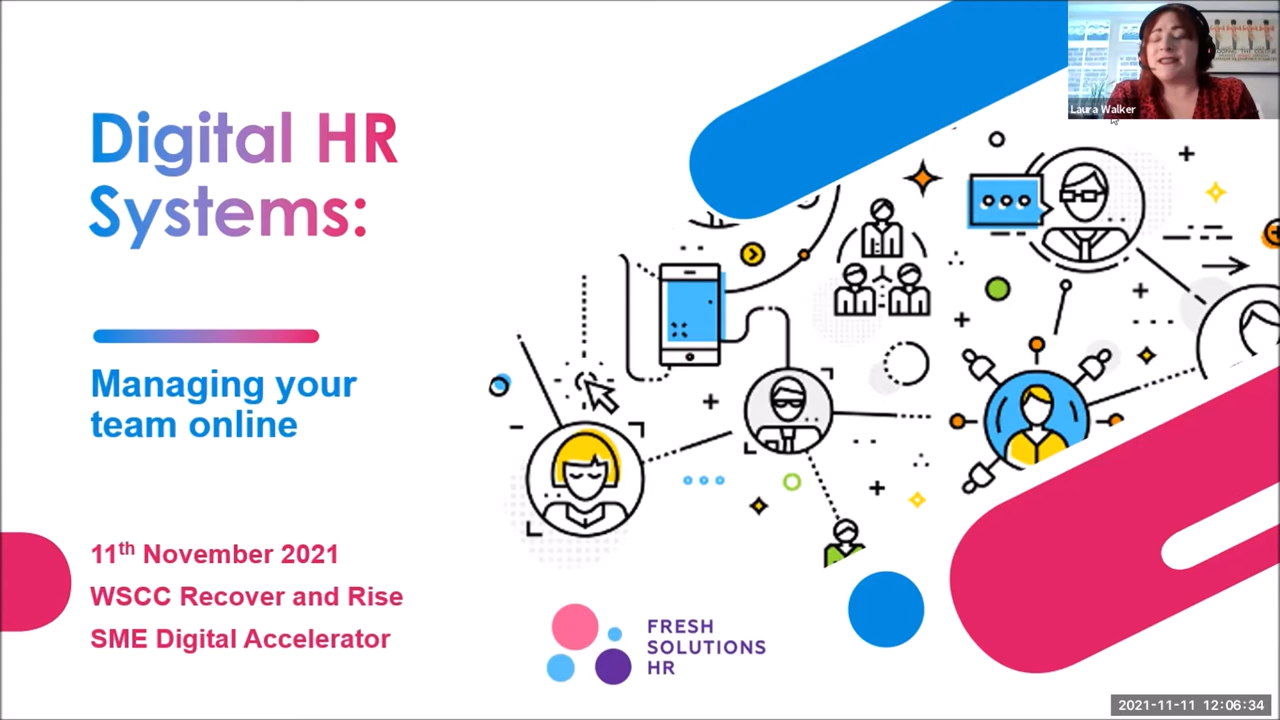 Digital HR
Systems:
Managing your
team online
11th November 2021
WSCC Recover and Rise
SME Digital Accelerator
FRESH
SOLUTIONS
HR
Laura Walker
2021-11-11 12:06:34